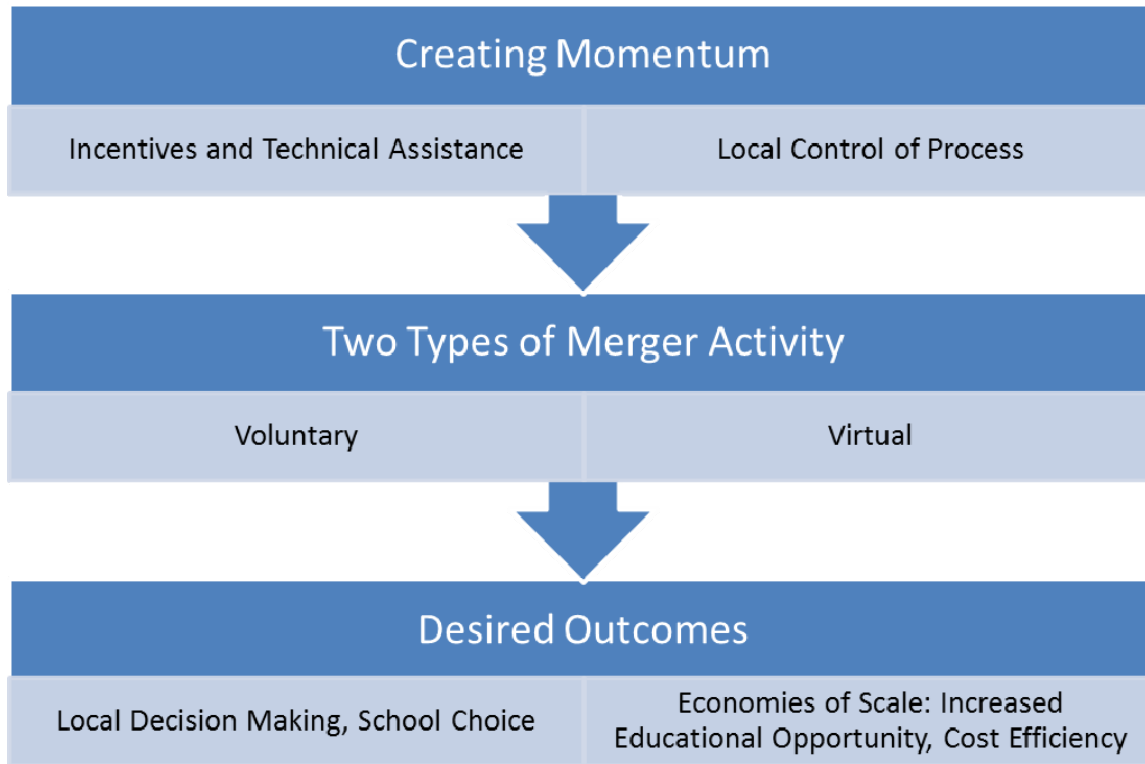 Creating Momentum
Incentives and Technical Assistance
Local Control of Process
Two Types of Merger Activity
Voluntary
Virtual
Desired Outcomes
Local Decision Making, School Choice
Economies of Scale: Increased
Educational Opportunity, Cost Efficiency